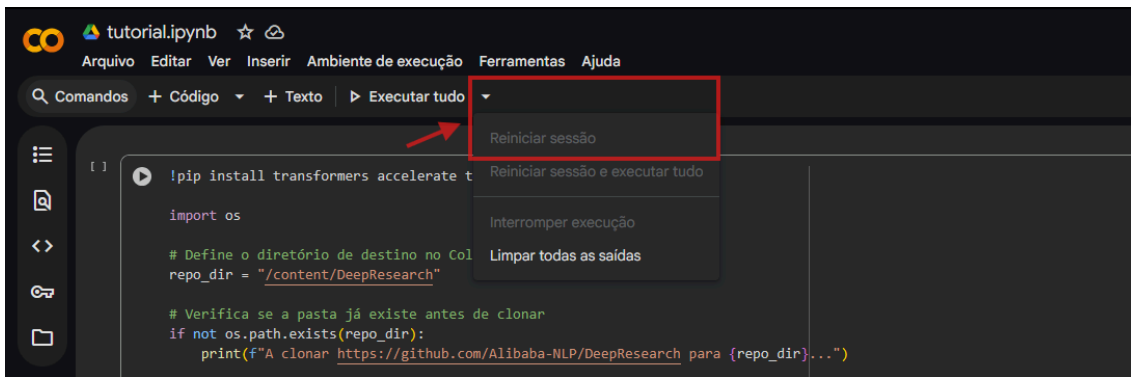 tutorial.ipynb
Arquivo Editar Ver Inserir Ambiente de execução Ferramentas Ajuda
Comandos + Código + Texto Executar tudo
Reiniciar sessão
Reiniciar sessão e executar tudo
Interromper execução
Limpar todas as saídas
[ ]
!pip install transformers accelerate t
import os
# Define o diretório de destino no Col
repo_dir = "/content/DeepResearch"
# Verifica se a pasta já existe antes de clonar
if not os.path.exists(repo_dir):
print(f"A clonar https://github.com/Alibaba-NLP/DeepResearch para {repo_dir}...")